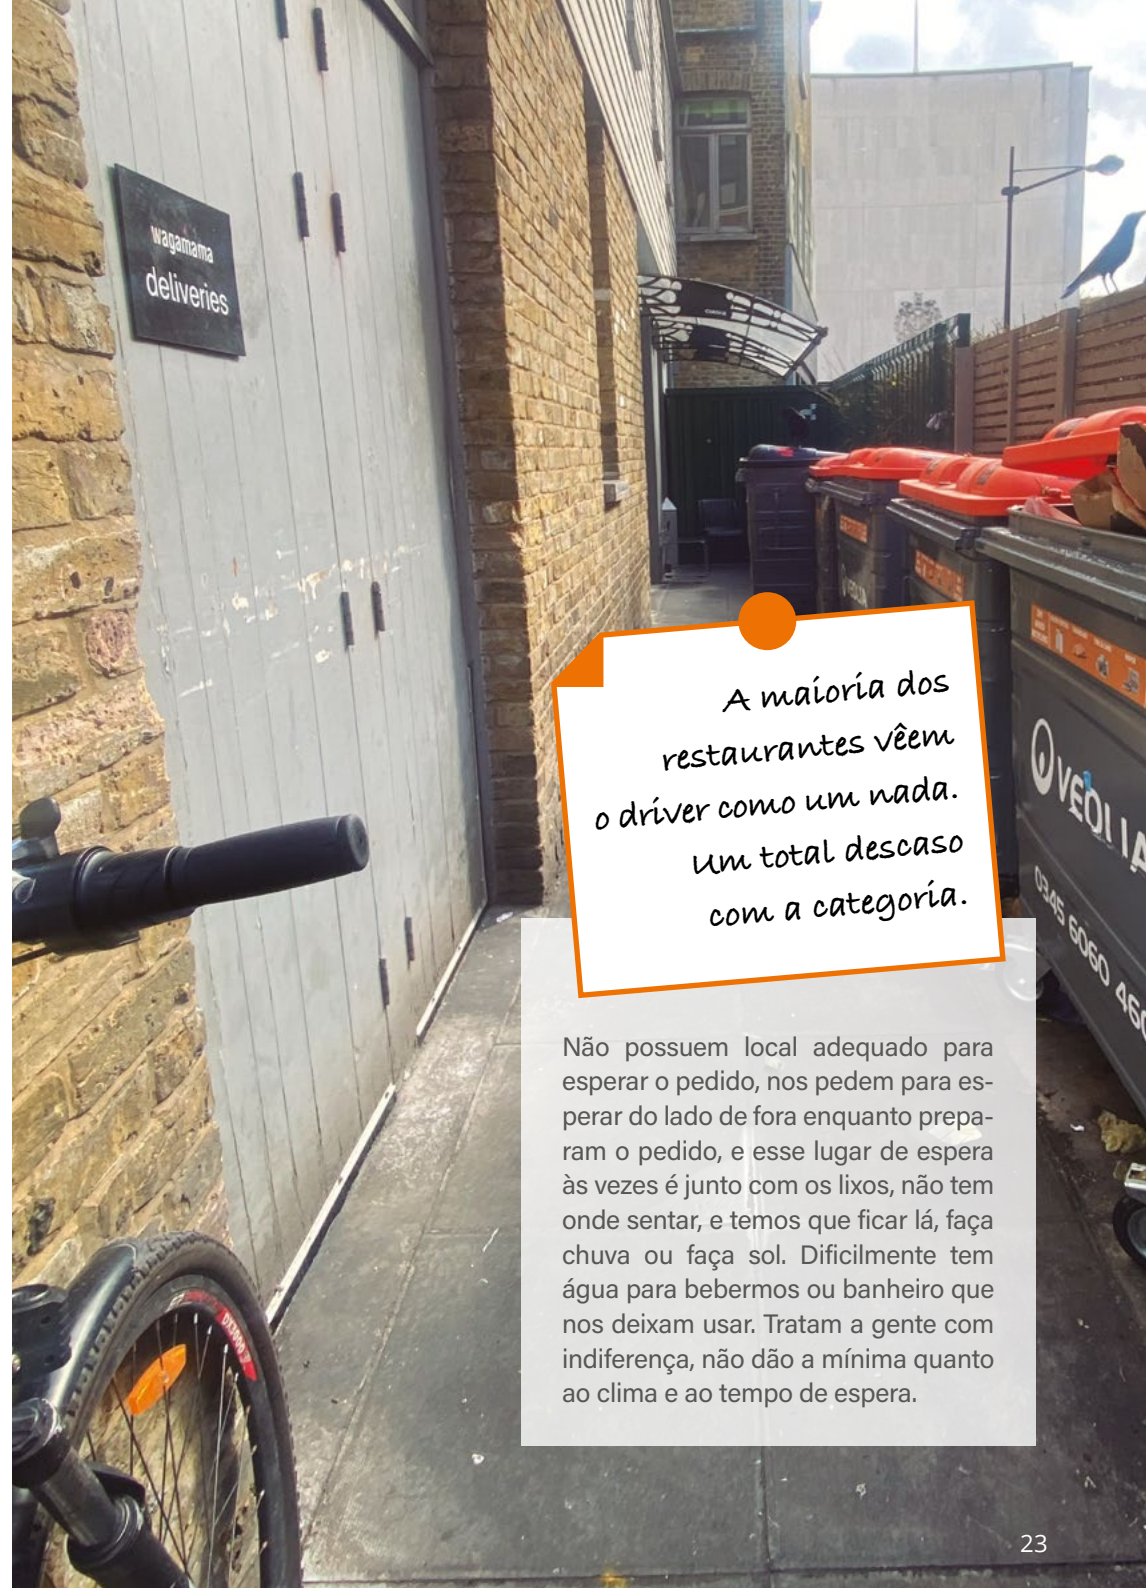 wagamama
deliveries
A maioria dos
restaurantes vêem
o driver como um nada.
Um total descaso
com a categoria.
VEOLIA
0345 6060 460
DX3000
Não possuem local adequado para
esperar o pedido, nos pedem para es-
perar do lado de fora enquanto prepa-
ram o pedido, e esse lugar de espera
às vezes é junto com os lixos, não tem
onde sentar, e temos que ficar lá, faça
chuva ou faça sol. Dificilmente tem
água para bebermos ou banheiro que
nos deixam usar. Tratam a gente com
indiferença, não dão a mínima quanto
ao clima e ao tempo de espera.
23